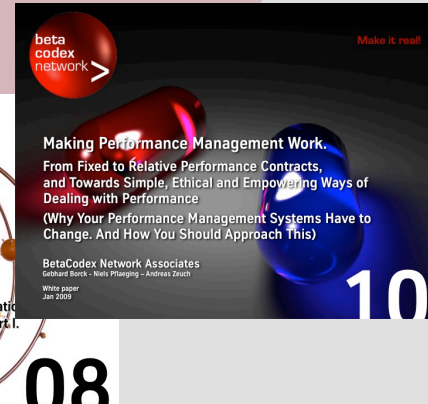 beta
codex
network
Make it real!
Making Performance Management Work.
From Fixed to Relative Performance Contracts,
and Towards Simple, Ethical and Empowering Ways of
Dealing with Performance
(Why Your Performance Management Systems Have to
Change. And How You Should Approach This)
BetaCodex Network Associates
Gebhard Borck - Niels Pflaeging – Andreas Zeuch
White paper
Jan 2009
10
rt I.
08